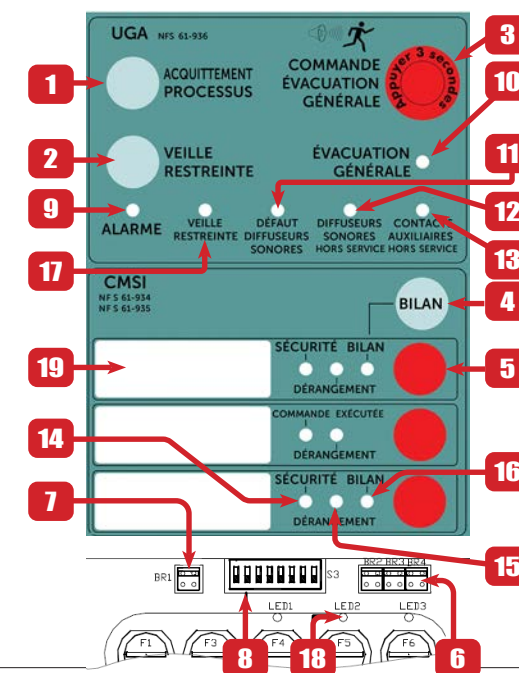 UGA NFS 61-936
3
COMMANDE
ÉVACUATION
GÉNÉRALE
Appuyer 3 secondes
1
ACQUITTEMENT
PROCESSUS
10
2
VEILLE
RESTREINTE
ÉVACUATION
GÉNÉRALE
11
9
12
ALARME
VEILLE
RESTREINTE
DÉFAUT
DIFFUSEURS
SONORES
DIFFUSEURS
SONORES
HORS SERVICE
CONTACTS
AUXILIAIRES
HORS SERVICE
13
17
CMSI
NF S 61-934
NF S 61-935
BILAN
4
SÉCURITÉ BILAN
19
5
DÉRANGEMENT
COMMANDE EXÉCUTÉE
14
DÉRANGEMENT
SÉCURITÉ BILAN
16
7
DÉRANGEMENT
15
BR1
S3
BR2 BR3 BR4
LED1
LED2
LED3
F1
F3
F4
F5
F6
8
18
6